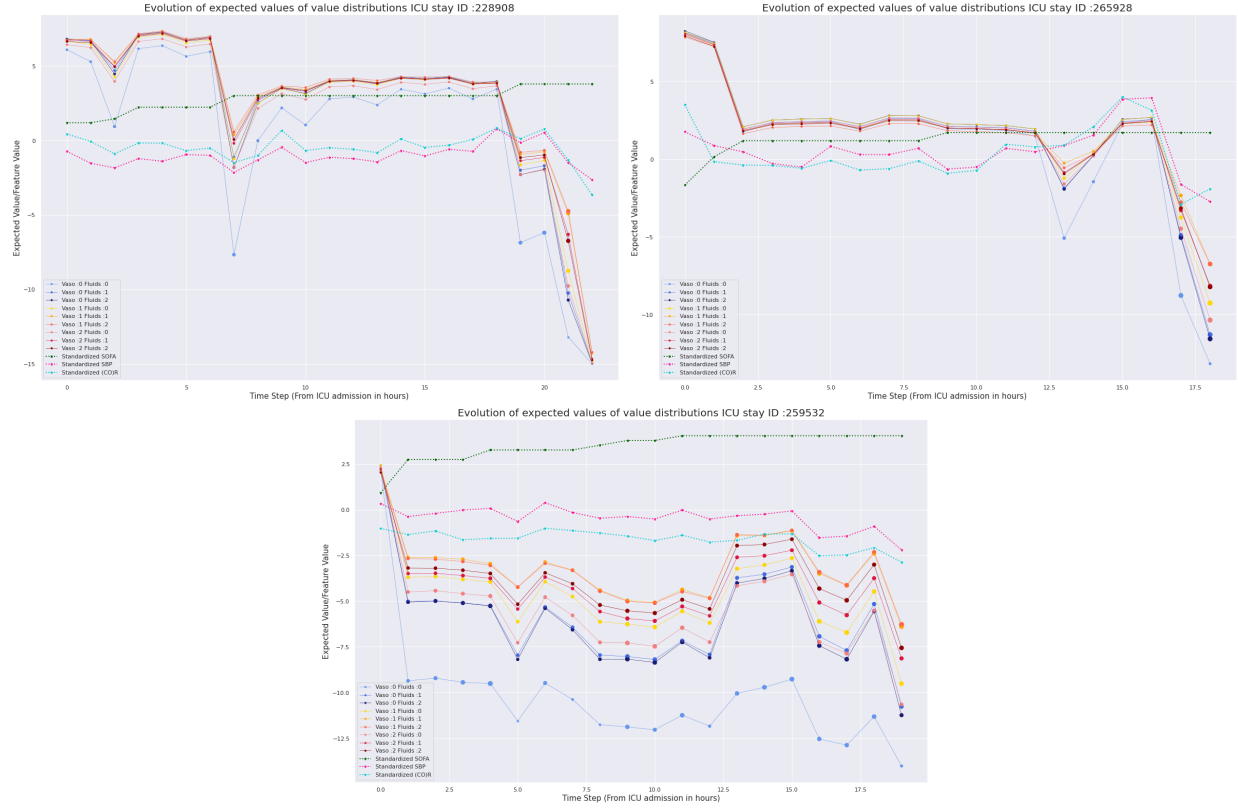 Evolution of expected values of value distributions ICU stay ID :228908
Expected Value/Feature Value
5
0
−5
−10
−15
Vaso :0 Fluids :0
Vaso :0 Fluids :1
Vaso :0 Fluids :2
Vaso :1 Fluids :0
Vaso :1 Fluids :1
Vaso :1 Fluids :2
Vaso :2 Fluids :0
Vaso :2 Fluids :1
Vaso :2 Fluids :2
Standardized SOFA
Standardized SBP
Standardized (CO)R
0
5
10
15
20
Time Step (From ICU admission in hours)
Evolution of expected values of value distributions ICU stay ID :265928
Expected Value/Feature Value
5
0
−5
−10
Vaso :0 Fluids :0
Vaso :0 Fluids :1
Vaso :0 Fluids :2
Vaso :1 Fluids :0
Vaso :1 Fluids :1
Vaso :1 Fluids :2
Vaso :2 Fluids :0
Vaso :2 Fluids :1
Vaso :2 Fluids :2
Standardized SOFA
Standardized SBP
Standardized (CO)R
0.0
2.5
5.0
7.5
10.0
12.5
15.0
17.5
Time Step (From ICU admission in hours)
Evolution of expected values of value distributions ICU stay ID :259532
Expected Value/Feature Value
2.5
0.0
−2.5
−5.0
−7.5
−10.0
−12.5
Vaso :0 Fluids :0
Vaso :0 Fluids :1
Vaso :0 Fluids :2
Vaso :1 Fluids :0
Vaso :1 Fluids :1
Vaso :1 Fluids :2
Vaso :2 Fluids :0
Vaso :2 Fluids :1
Vaso :2 Fluids :2
Standardized SOFA
Standardized SBP
Standardized (CO)R
0.0
2.5
5.0
7.5
10.0
12.5
15.0
17.5
Time Step (From ICU admission in hours)